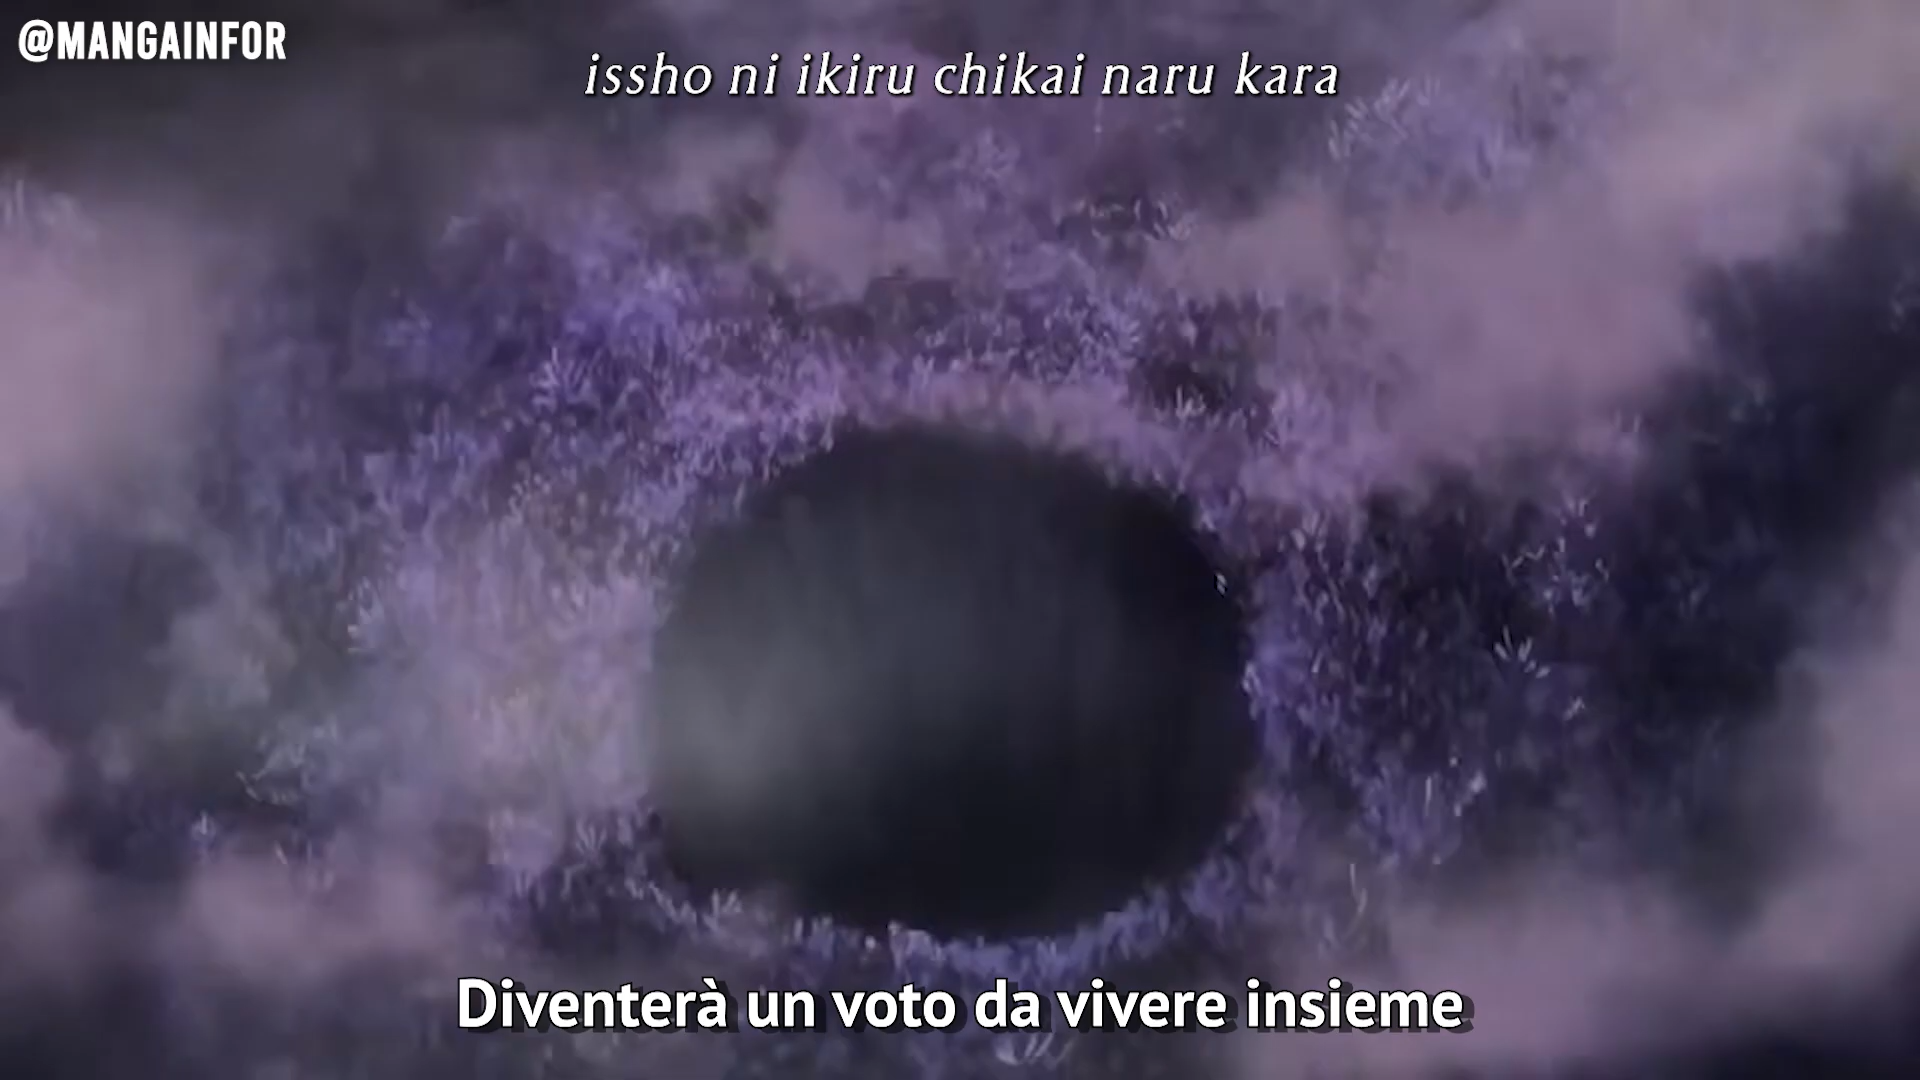 @MANGAINFOR
issho ni ikiru chikai naru kara
Diventerà un voto da vivere insieme